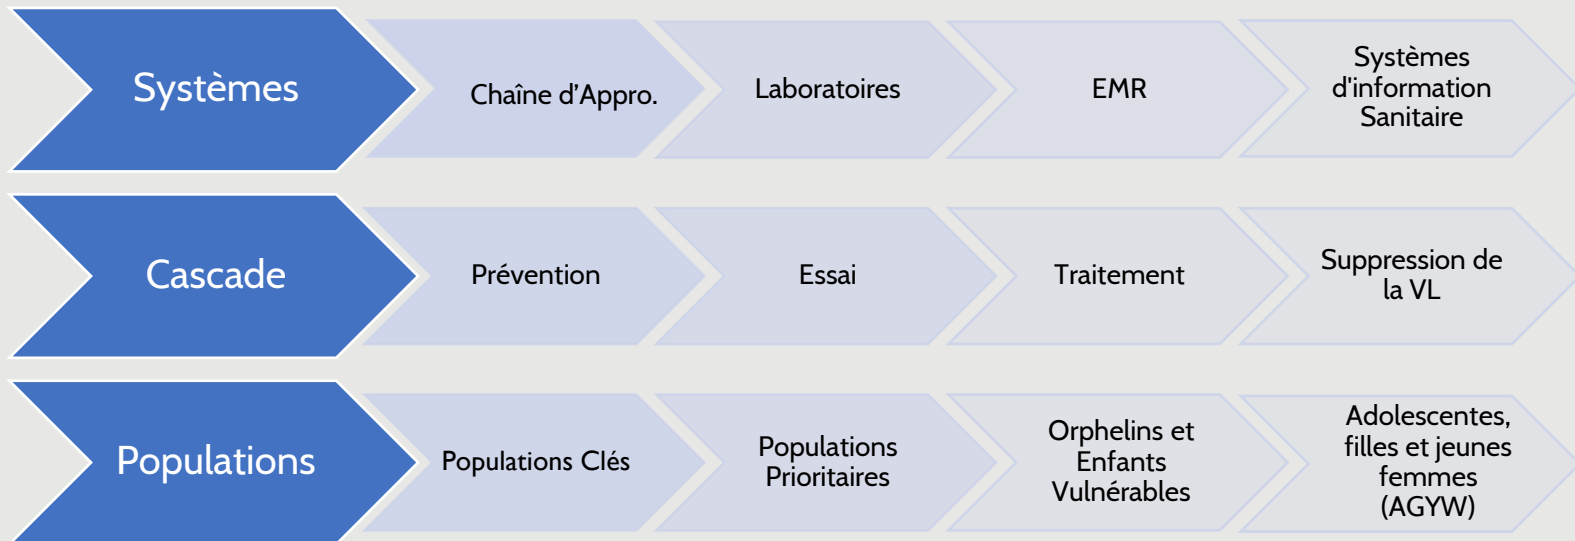 Systèmes
Chaîne d’Appro.
Laboratoires
EMR
Systèmes
d'information
Sanitaire
Cascade
Prévention
Essai
Traitement
Suppression de
la VL
Populations
Populations Clés
Populations
Prioritaires
Orphelins et
Enfants
Vulnérables
Adolescentes,
filles et jeunes
femmes
(AGYW)